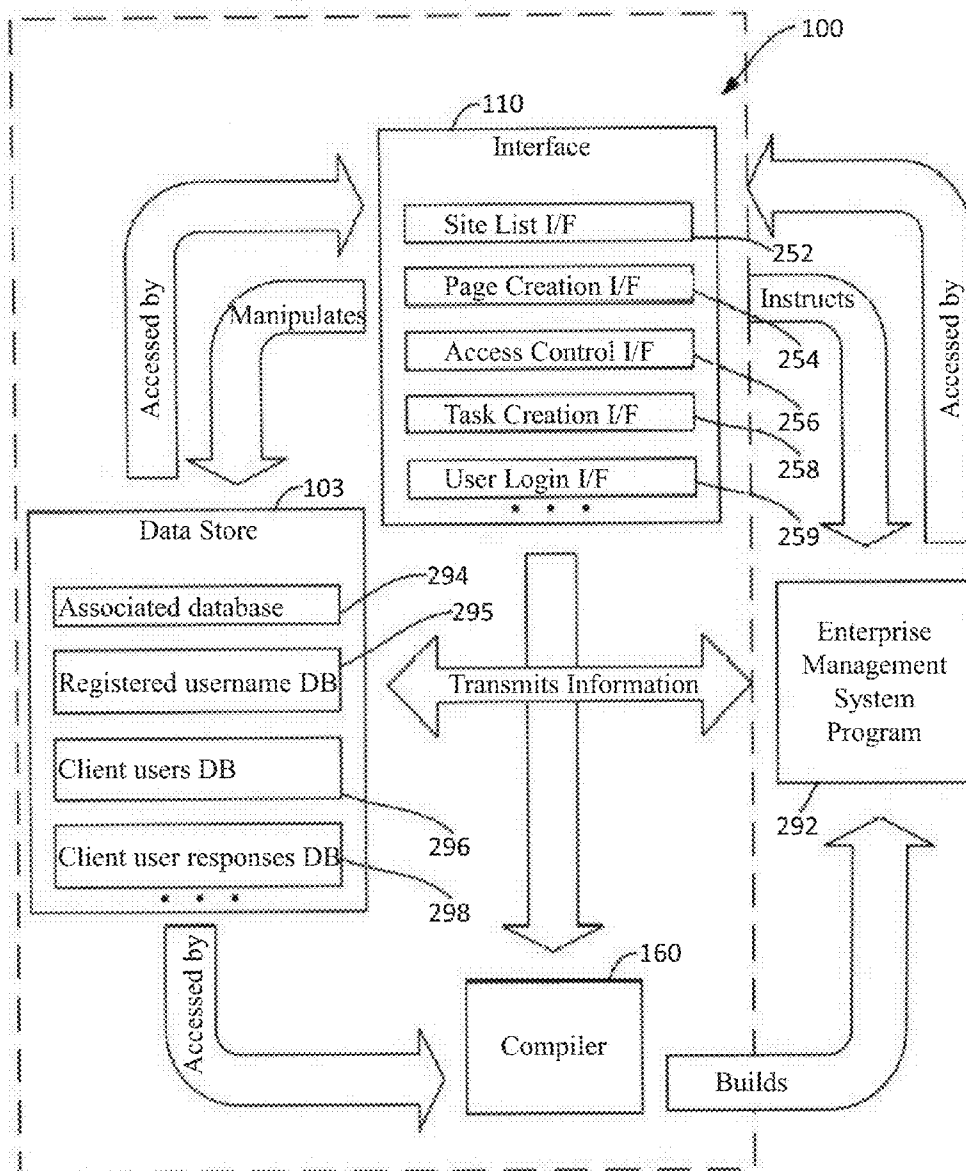 100
110
Interface
Site List I/F
252
Page Creation I/F
254
Access Control I/F
256
Task Creation I/F
258
User Login I/F
259
• • •
Accessed by
Manipulates
Instructs
Accessed by
103
Data Store
Associated database
294
Registered username DB
295
Client users DB
296
Client user responses DB
298
• • •
Transmits Information
Enterprise
Management
System
Program
292
Accessed by
160
Compiler
Builds